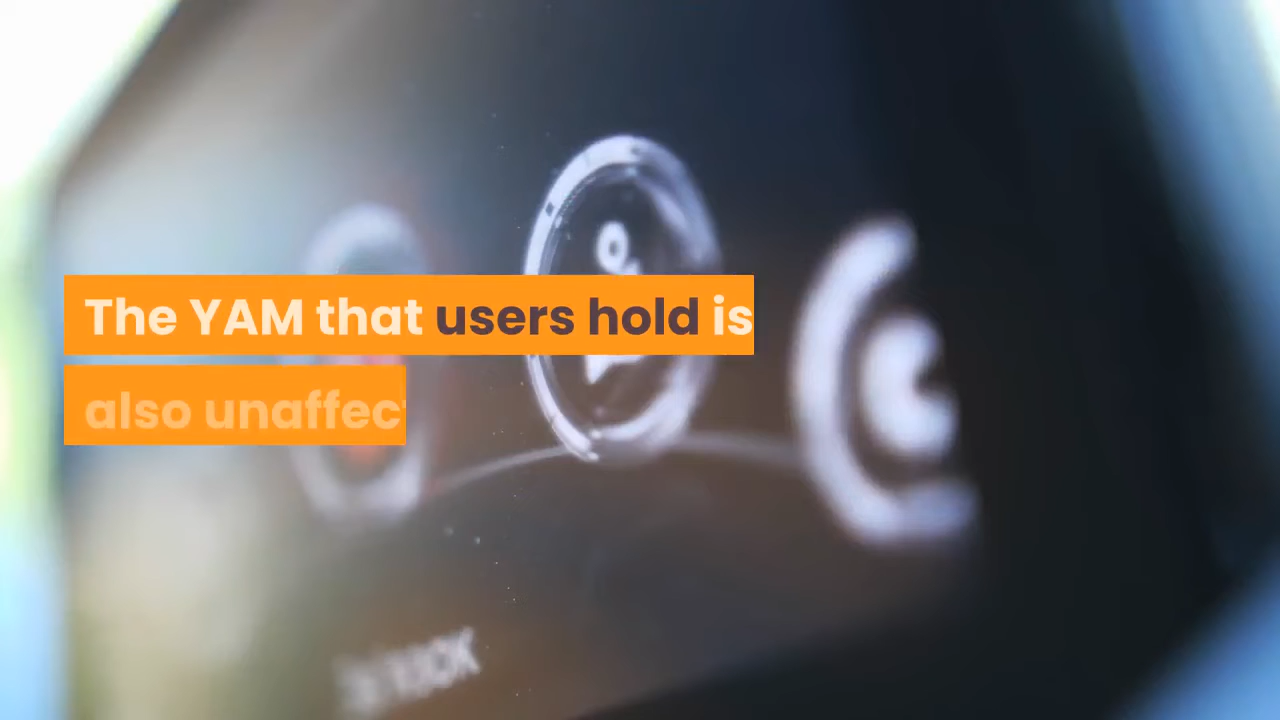 The YAM that users hold is
also unaffec